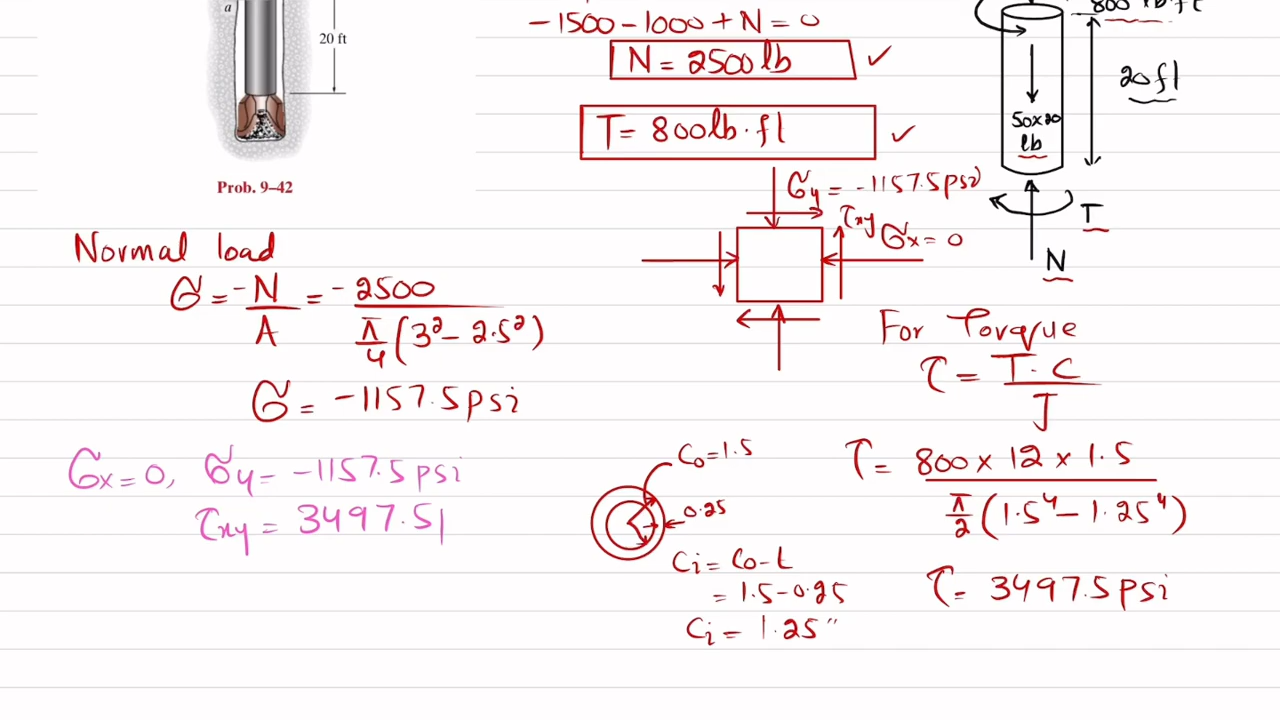 a
20 ft
Prob. 9–42
-1500-1000+N=0
N = 2500 lb ✓
T = 800 lb·fl ✓
800 lb ft
20 fl
50x20
lb
T
N
σy = -1157.5 psi
τxy
σx = 0
Normal load
σ = -N/A = -2500/(π/4 (3²-2.5²))
σ = -1157.5 psi
σx=0, σy= -1157.5 psi
τxy = 3497.5
For Torque
τ = T·C/J
τ = 800 x 12 x 1.5/(π/2 (1.5⁴-1.25⁴))
τ= 3497.5 psi
Co=1.5
0.25
Ci = Co-t
= 1.5-0.25
Ci = 1.25"